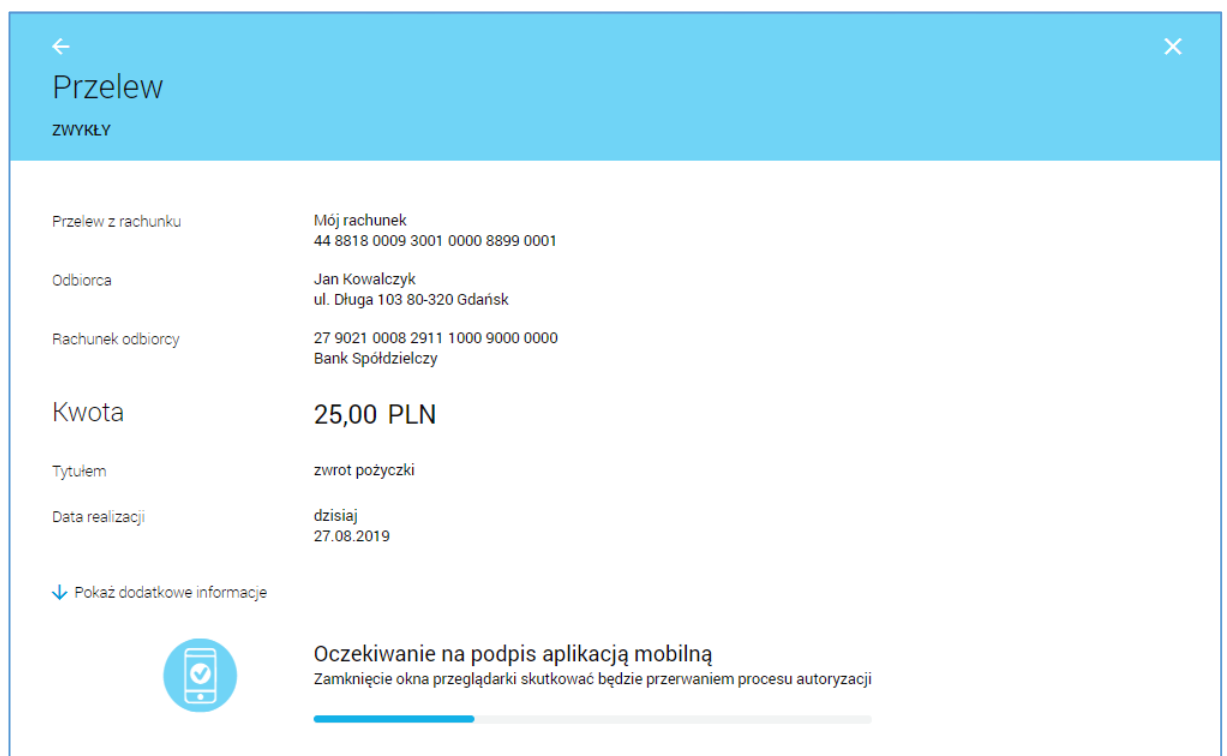 Przelew
ZWYKŁY
Przelew z rachunku
Mój rachunek
44 8818 0009 3001 0000 8899 0001
Odbiorca
Jan Kowalczyk
ul. Długa 103 80-320 Gdańsk
Rachunek odbiorcy
27 9021 0008 2911 1000 9000 0000
Bank Spółdzielczy
Kwota
25,00 PLN
Tytułem
zwrot pożyczki
Data realizacji
dzisiaj
27.08.2019
Pokaż dodatkowe informacje
Oczekiwanie na podpis aplikacją mobilną
Zamknięcie okna przeglądarki skutkować będzie przerwaniem procesu autoryzacji